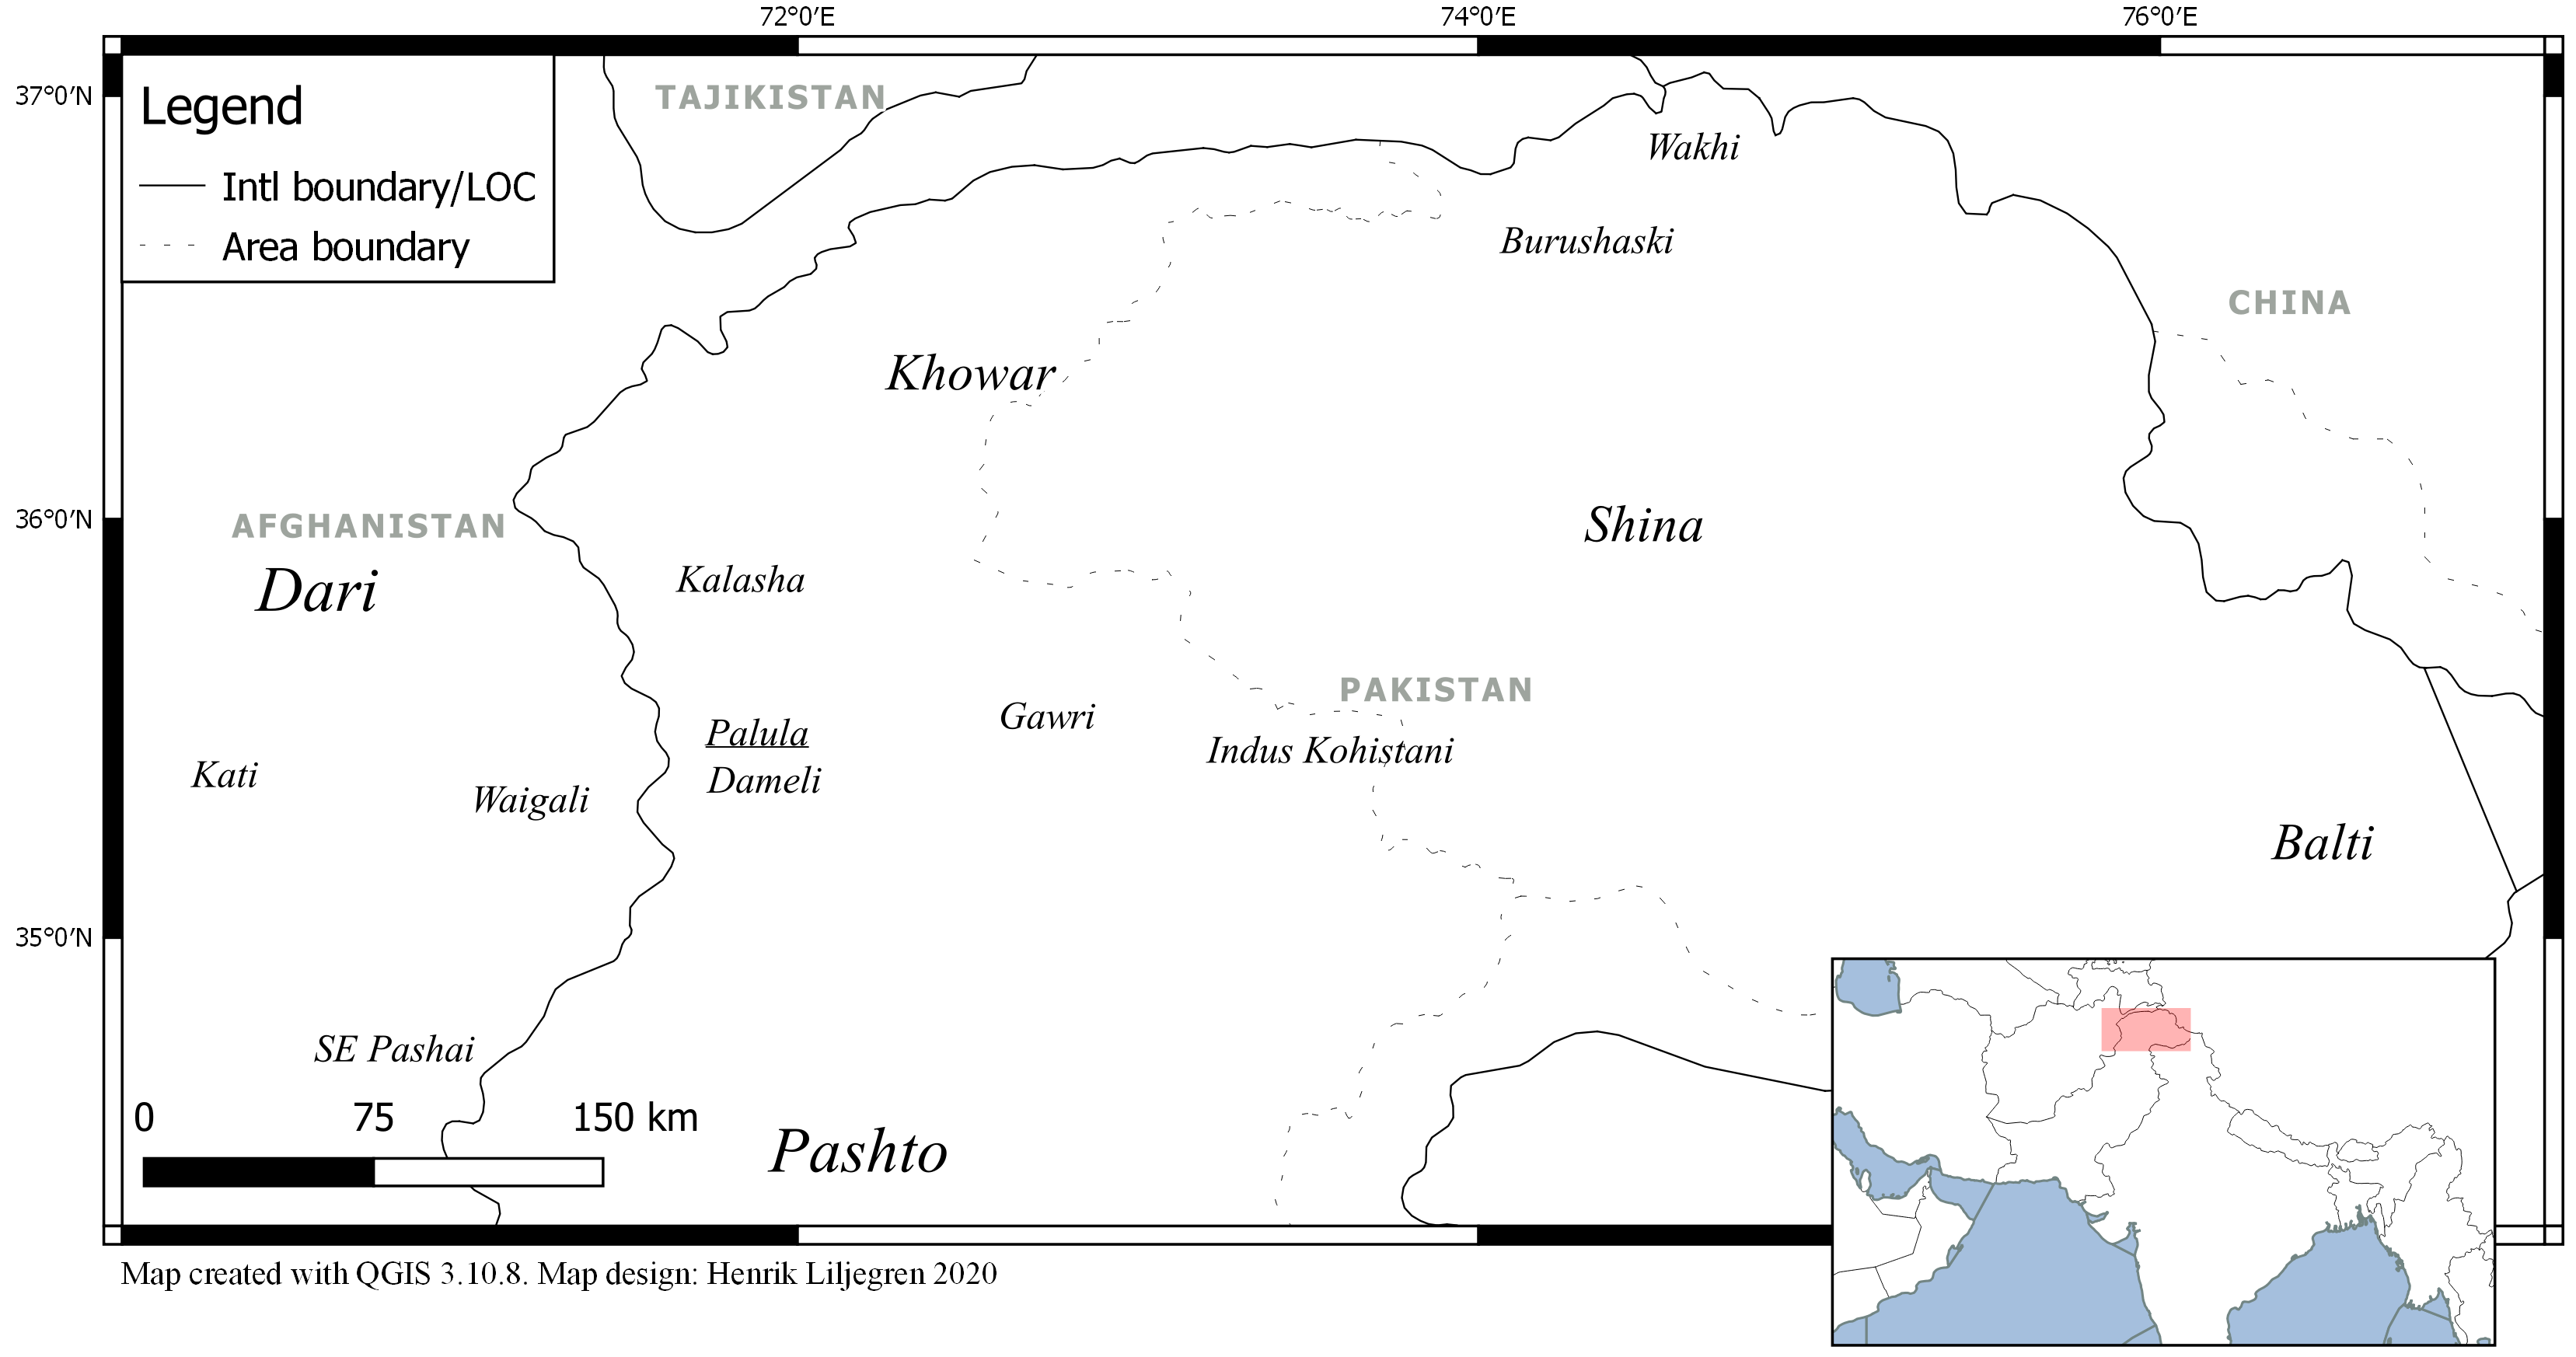 72°0′E
74°0′E
76°0′E
37°0′N
Legend
Intl boundary/LOC
Area boundary
TAJIKISTAN
Wakhi
Burushaski
CHINA
Khowar
36°0′N
AFGHANISTAN
Dari
Shina
Kalasha
PAKISTAN
Palula
Gawri
Indus Kohistani
Kati
Waigali
Dameli
Balti
35°0′N
SE Pashai
0 75 150 km
Pashto
Map created with QGIS 3.10.8. Map design: Henrik Liljegren 2020